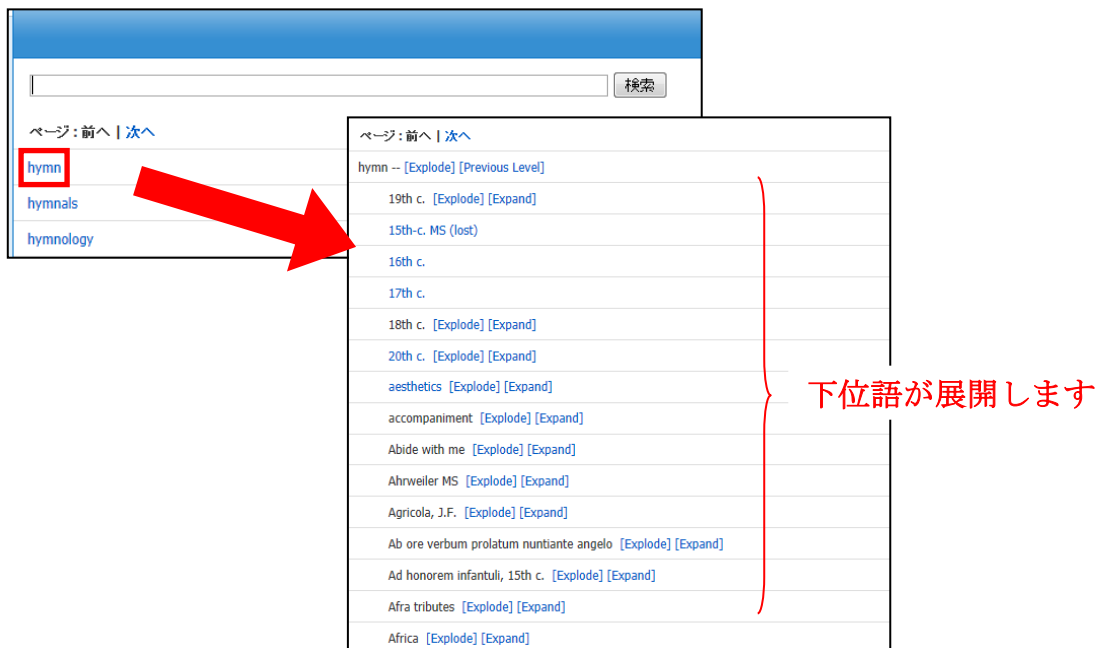 検索
ページ : 前へ | 次へ
hymn
hymnals
hymnology
ページ : 前へ | 次へ
hymn -- [Explode] [Previous Level]
19th c. [Explode] [Expand]
15th-c. MS (lost)
16th c.
17th c.
18th c. [Explode] [Expand]
20th c. [Explode] [Expand]
aesthetics [Explode] [Expand]
accompaniment [Explode] [Expand]
Abide with me [Explode] [Expand]
Ahrweiler MS [Explode] [Expand]
Agricola, J.F. [Explode] [Expand]
Ab ore verbum prolatum nuntiante angelo [Explode] [Expand]
Ad honorem infantuli, 15th c. [Explode] [Expand]
Afra tributes [Explode] [Expand]
Africa [Explode] [Expand]
下位語が展開します